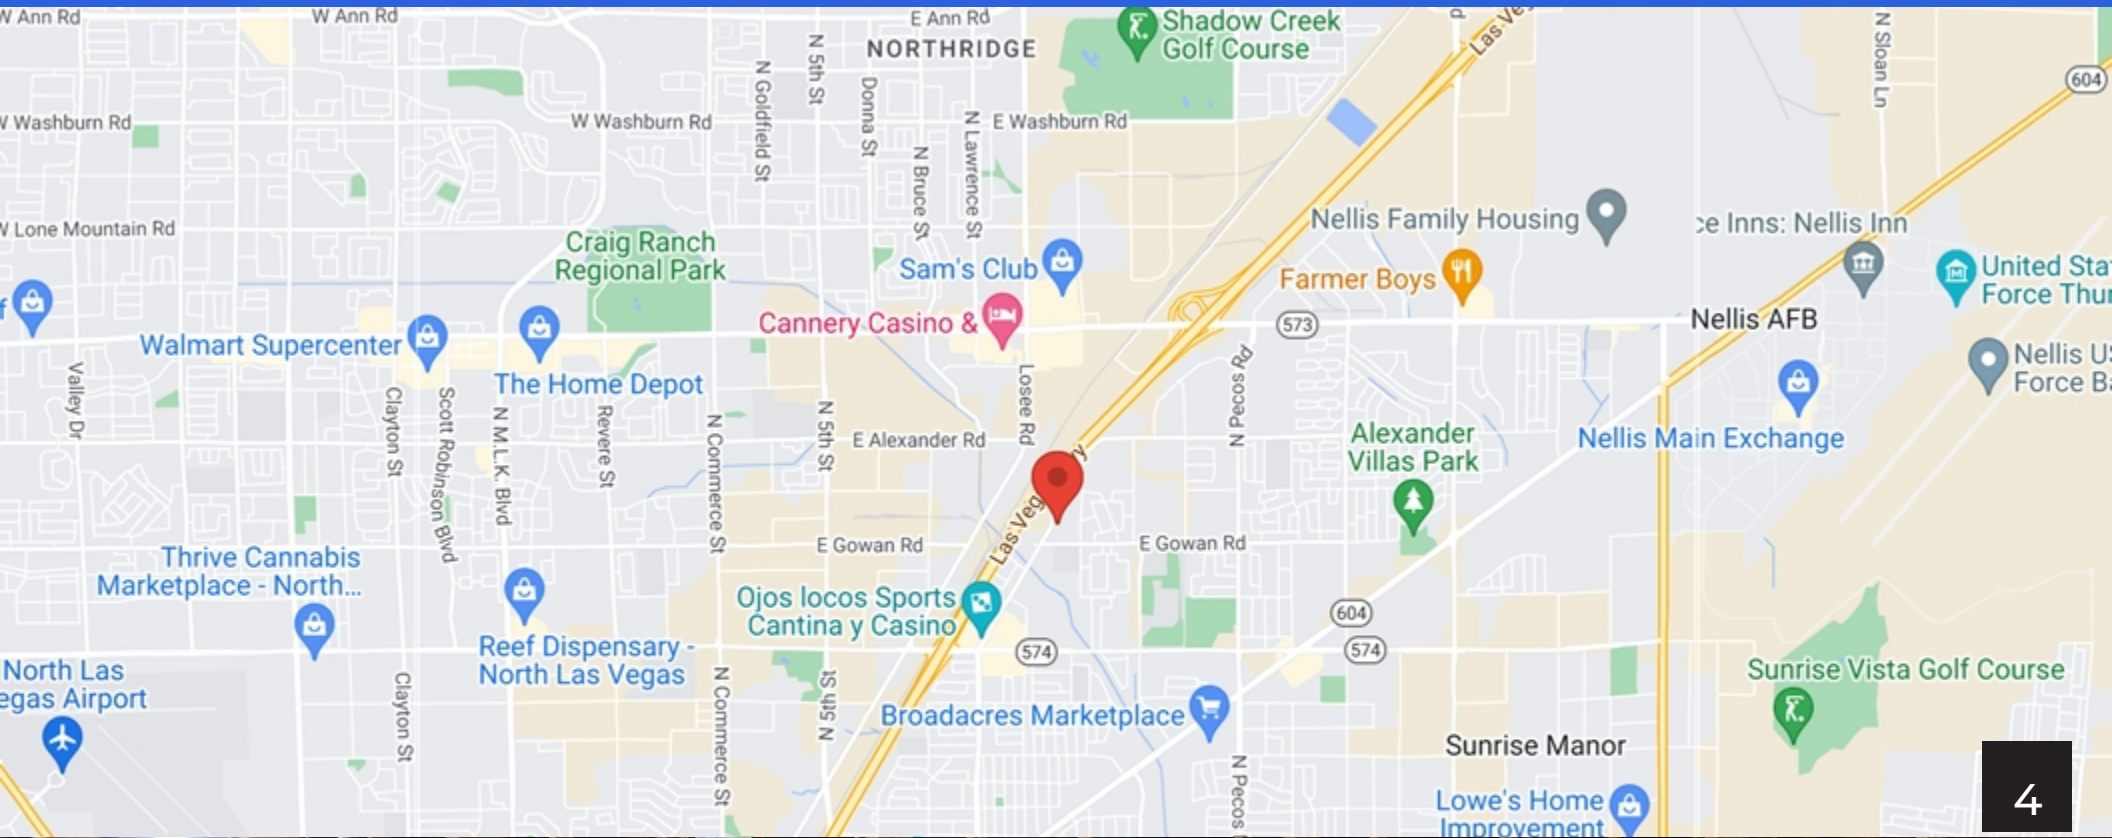 W Ann Rd
W Ann Rd
E Ann Rd
NORTHRIDGE
Shadow Creek
Golf Course
Las Ve
N Sloan Ln
604
N 5th St
N Goldfield St
Donna St
W Washburn Rd
W Washburn Rd
N Lawrence St
E Washburn Rd
N Bruce St
W Lone Mountain Rd
Craig Ranch
Regional Park
Sam's Club
Nellis Family Housing
ce Inns: Nellis Inn
Farmer Boys
United Sta
Force Thu
Cannery Casino &
573
Nellis AFB
Walmart Supercenter
The Home Depot
Nellis U
Force B
Valley Dr
Clayton St
Scott Robinson Blvd
N M.L.K. Blvd
Revere St
N Commerce St
N 5th St
Losee Rd
N Pecos Rd
E Alexander Rd
Alexander
Villas Park
Nellis Main Exchange
Las Veg
ry
E Gowan Rd
E Gowan Rd
Thrive Cannabis
Marketplace - North...
Ojos locos Sports
Cantina y Casino
604
574
574
Reef Dispensary -
North Las Vegas
North Las
egas Airport
Clayton St
N Commerce St
N 5th St
Broadacres Marketplace
Sunrise Vista Golf Course
Sunrise Manor
N Pecos
Lowe's Home
Improvement
4